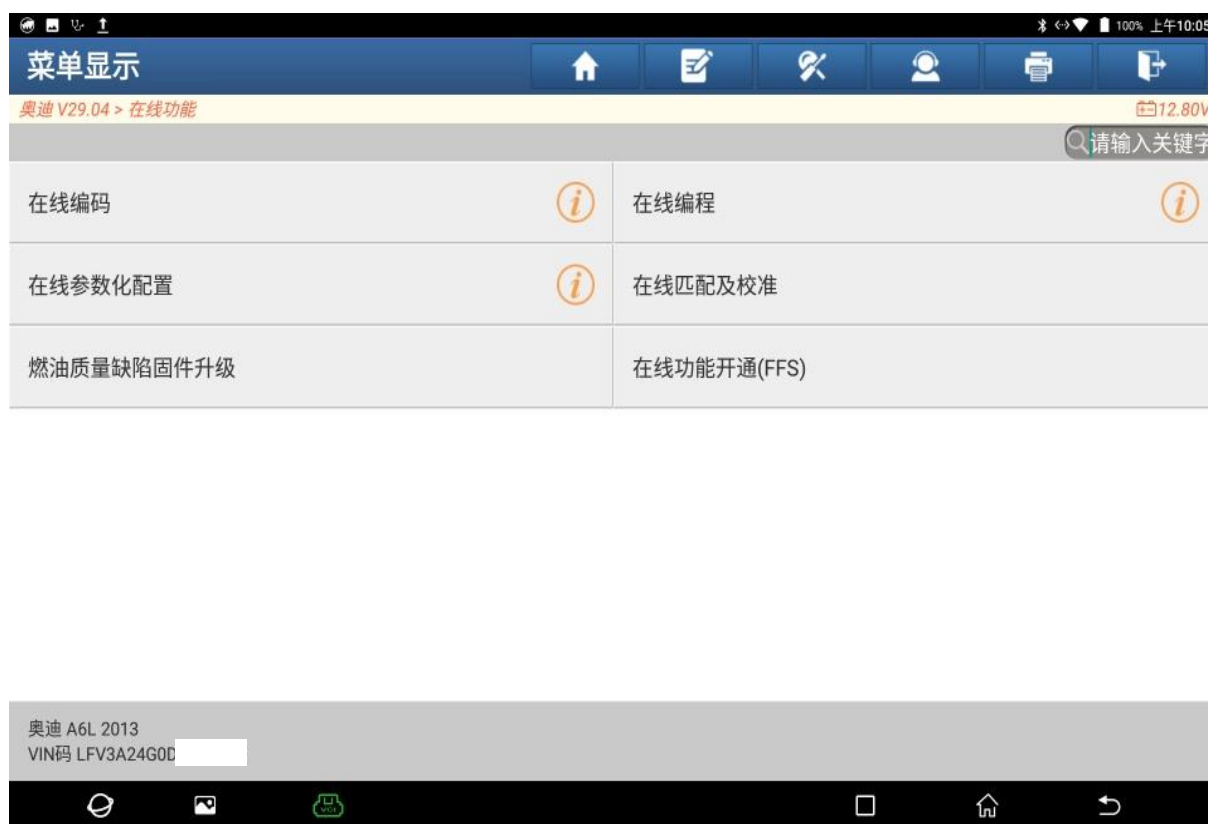 100% 上午10:05
菜单显示
奥迪 V29.04 > 在线功能
12.80V
请输入关键字
在线编码
在线编程
在线参数化配置
在线匹配及校准
燃油质量缺陷固件升级
在线功能开通(FFS)
奥迪 A6L 2013
VIN码 LFV3A24G0D
VCI